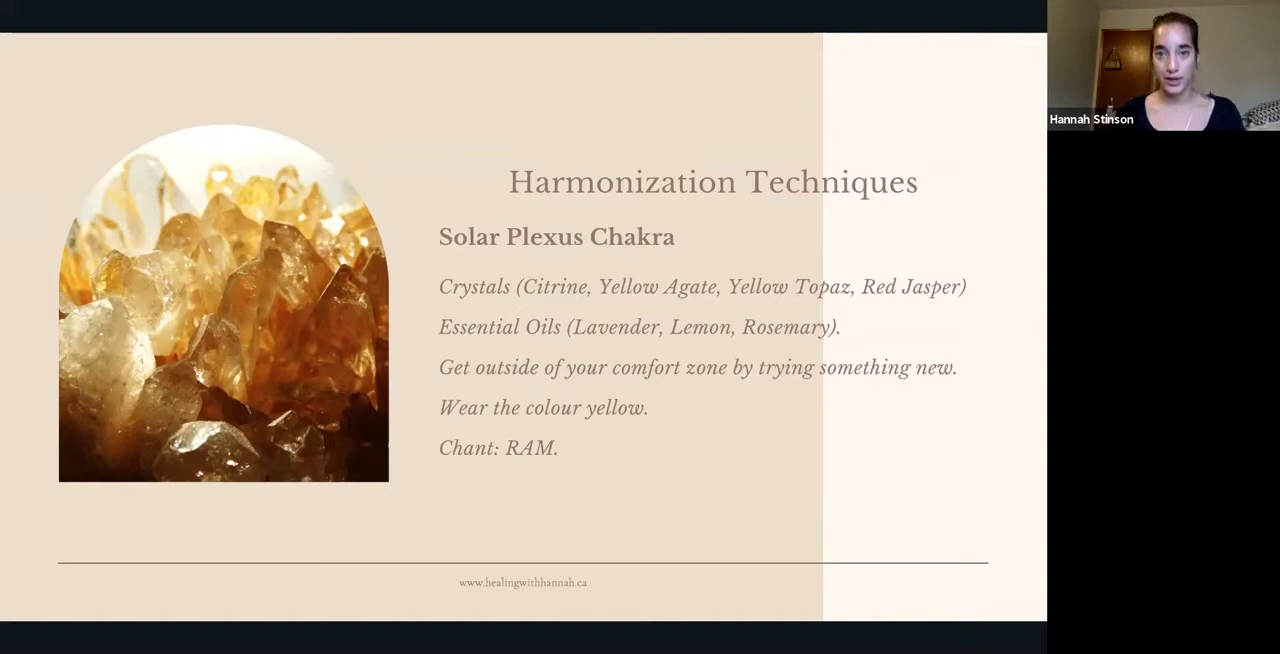 Harmonization Techniques
Solar Plexus Chakra
Crystals (Citrine, Yellow Agate, Yellow Topaz, Red Jasper)
Essential Oils (Lavender, Lemon, Rosemary).
Get outside of your comfort zone by trying something new.
Wear the colour yellow.
Chant: RAM.
www.healingwithhannah.ca
Hannah Stinson